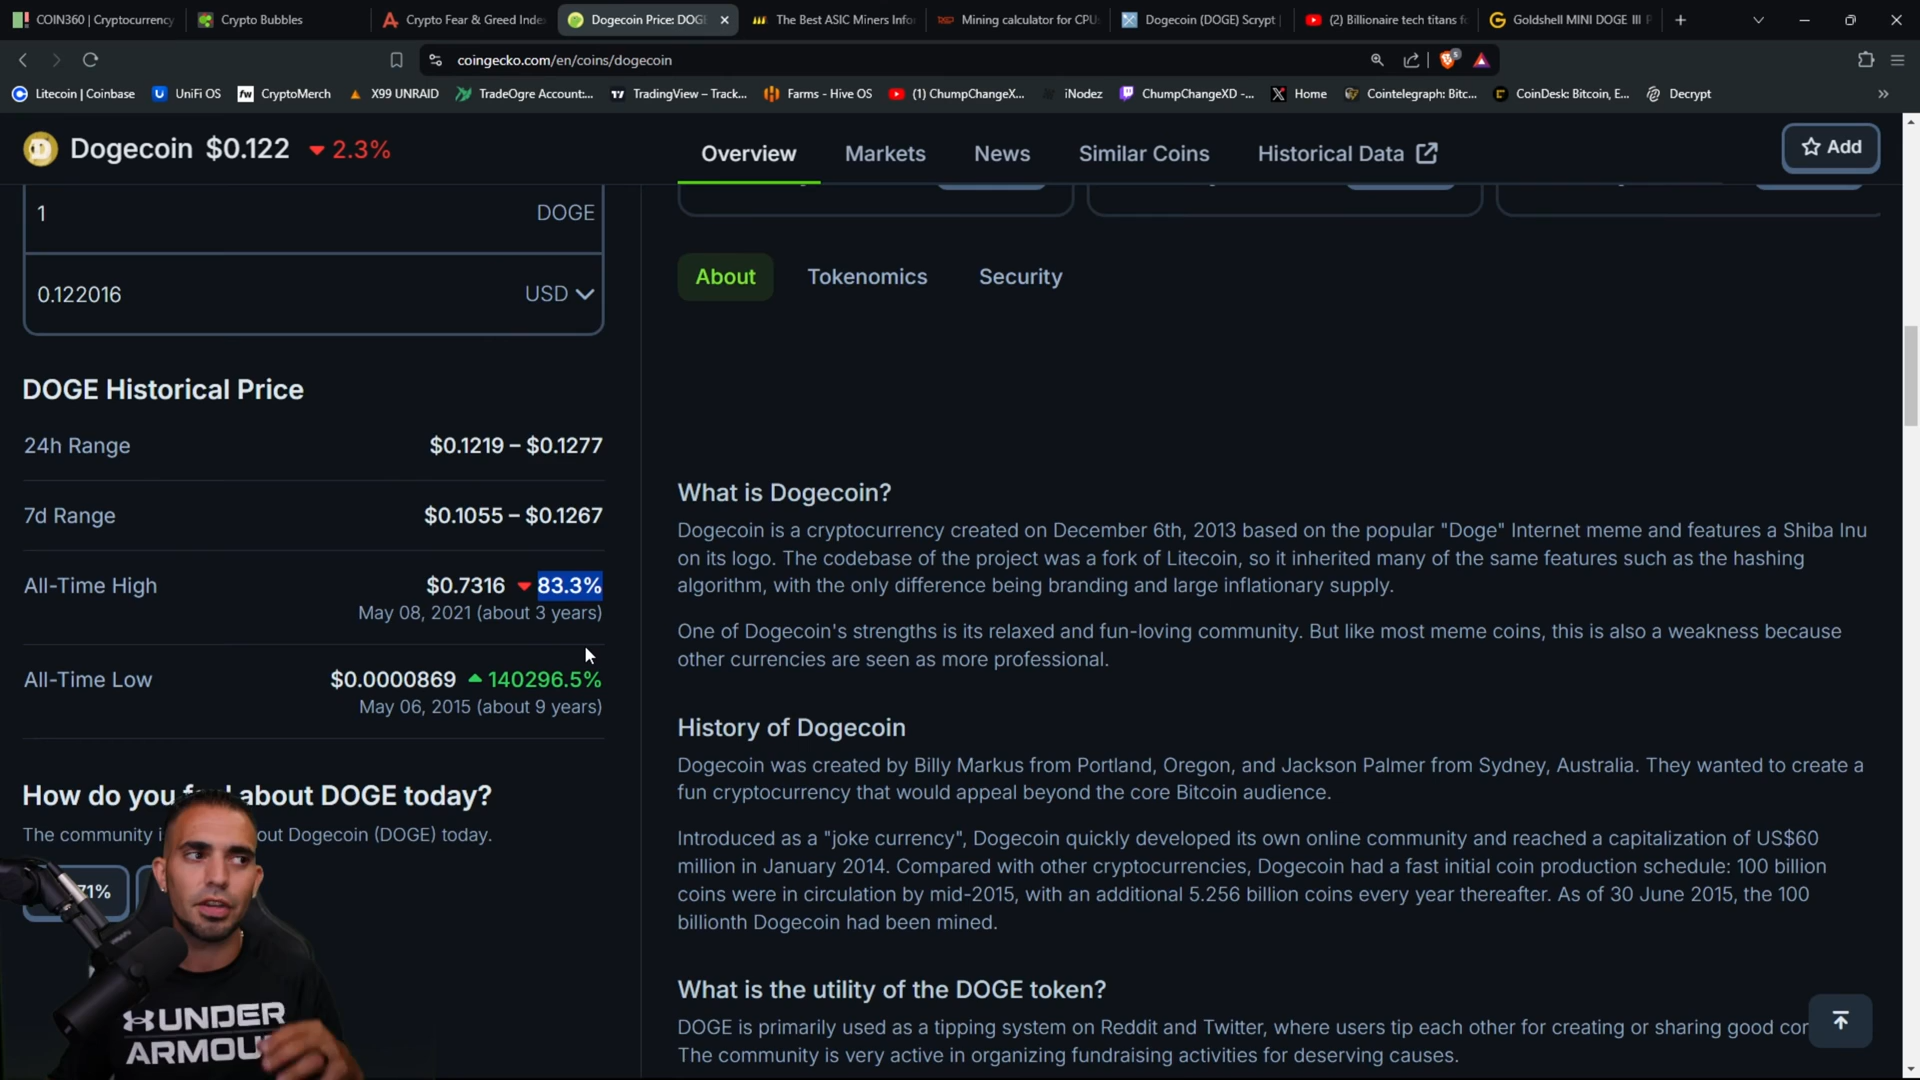 COIN360 | Cryptocurrency
Crypto Bubbles
Crypto Fear & Greed Index
Dogecoin Price: DOGE
The Best ASIC Miners Info
Mining calculator for CPU
Dogecoin (DOGE) Scrypt |
(2) Billionaire tech titans f
Goldshell MINI DOGE III P
coingecko.com/en/coins/dogecoin
Litecoin | Coinbase
UniFi OS
CryptoMerch
X99 UNRAID
TradeOgre Account:...
TradingView – Track...
Farms - Hive OS
(1) ChumpChangeX...
iNodez
ChumpChangeXD -...
Home
Cointelegraph: Bitc...
CoinDesk: Bitcoin, E...
Decrypt
Dogecoin $0.122 2.3%
Overview
Markets
News
Similar Coins
Historical Data
Add
1 DOGE
0.122016 USD
DOGE Historical Price
24h Range $0.1219 – $0.1277
7d Range $0.1055 – $0.1267
All-Time High $0.7316 83.3%
May 08, 2021 (about 3 years)
All-Time Low $0.0000869 140296.5%
May 06, 2015 (about 9 years)
How do you about DOGE today?
The community out Dogecoin (DOGE) today.
71%
UNDER
ARMOU
About
Tokenomics
Security
What is Dogecoin?
Dogecoin is a cryptocurrency created on December 6th, 2013 based on the popular "Doge" Internet meme and features a Shiba Inu
on its logo. The codebase of the project was a fork of Litecoin, so it inherited many of the same features such as the hashing
algorithm, with the only difference being branding and large inflationary supply.
One of Dogecoin's strengths is its relaxed and fun-loving community. But like most meme coins, this is also a weakness because
other currencies are seen as more professional.
History of Dogecoin
Dogecoin was created by Billy Markus from Portland, Oregon, and Jackson Palmer from Sydney, Australia. They wanted to create a
fun cryptocurrency that would appeal beyond the core Bitcoin audience.
Introduced as a "joke currency", Dogecoin quickly developed its own online community and reached a capitalization of US$60
million in January 2014. Compared with other cryptocurrencies, Dogecoin had a fast initial coin production schedule: 100 billion
coins were in circulation by mid-2015, with an additional 5.256 billion coins every year thereafter. As of 30 June 2015, the 100
billionth Dogecoin had been mined.
What is the utility of the DOGE token?
DOGE is primarily used as a tipping system on Reddit and Twitter, where users tip each other for creating or sharing good cor
The community is very active in organizing fundraising activities for deserving causes.